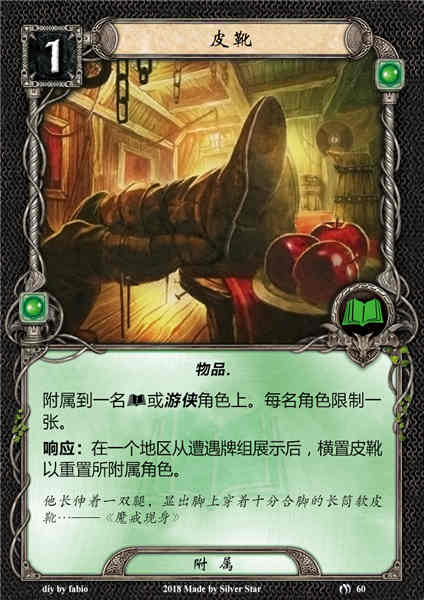 1
皮靴
物品.
附属到一名或游侠角色上。每名角色限制一
张。
响应：在一个地区从遭遇牌组展示后，横置皮靴
以重置所附属角色。
他长伸着一双腿，显出脚上穿着十分合脚的长筒软皮
靴…——《魔戒现身》
附属
diy by fabio 2018 Made by Silver Star 60